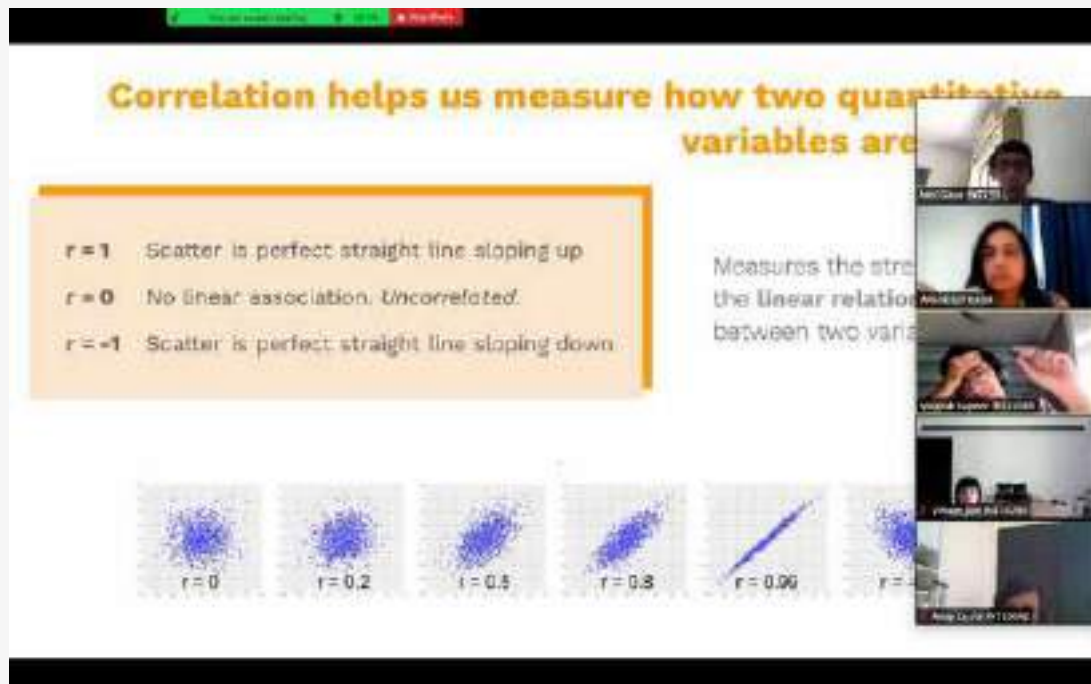 Correlation helps us measure how two quantitative
variables are
r = 1 Scatter is perfect straight line sloping up
r = 0 No linear association. Uncorrelated.
r = -1 Scatter is perfect straight line sloping down
Measures the stre
the linear relation
between two varia
r = 0 r = 0.2 r = 0.5 r = 0.8 r = 0.96 r =